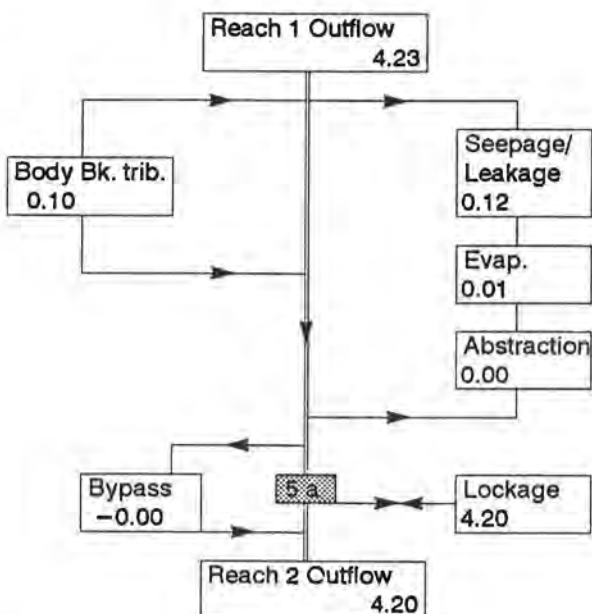 Reach 1 Outflow
4.23
Body Bk. trib.
0.10
Seepage/
Leakage
0.12
Evap.
0.01
Abstraction
0.00
Bypass
−0.00
5 a
Lockage
4.20
Reach 2 Outflow
4.20